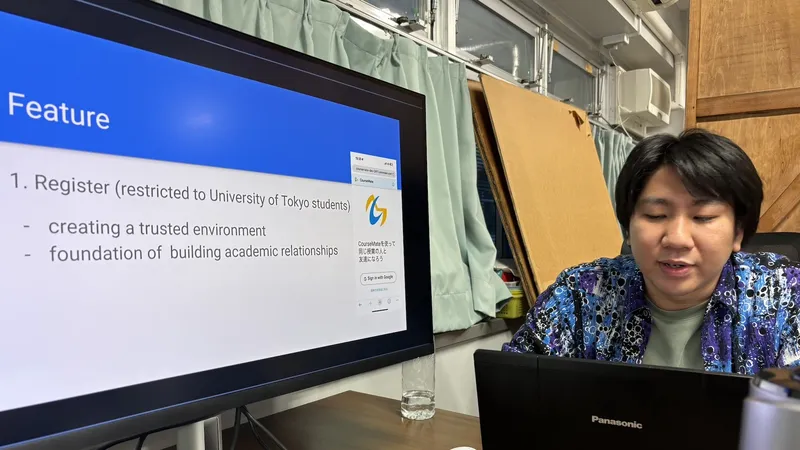 Feature
1. Register (restricted to University of Tokyo students)
- creating a trusted environment
- foundation of building academic relationships
CourseMate
CourseMateを使って
同じ授業の人と
友達になろう
Sign in with Google
Panasonic